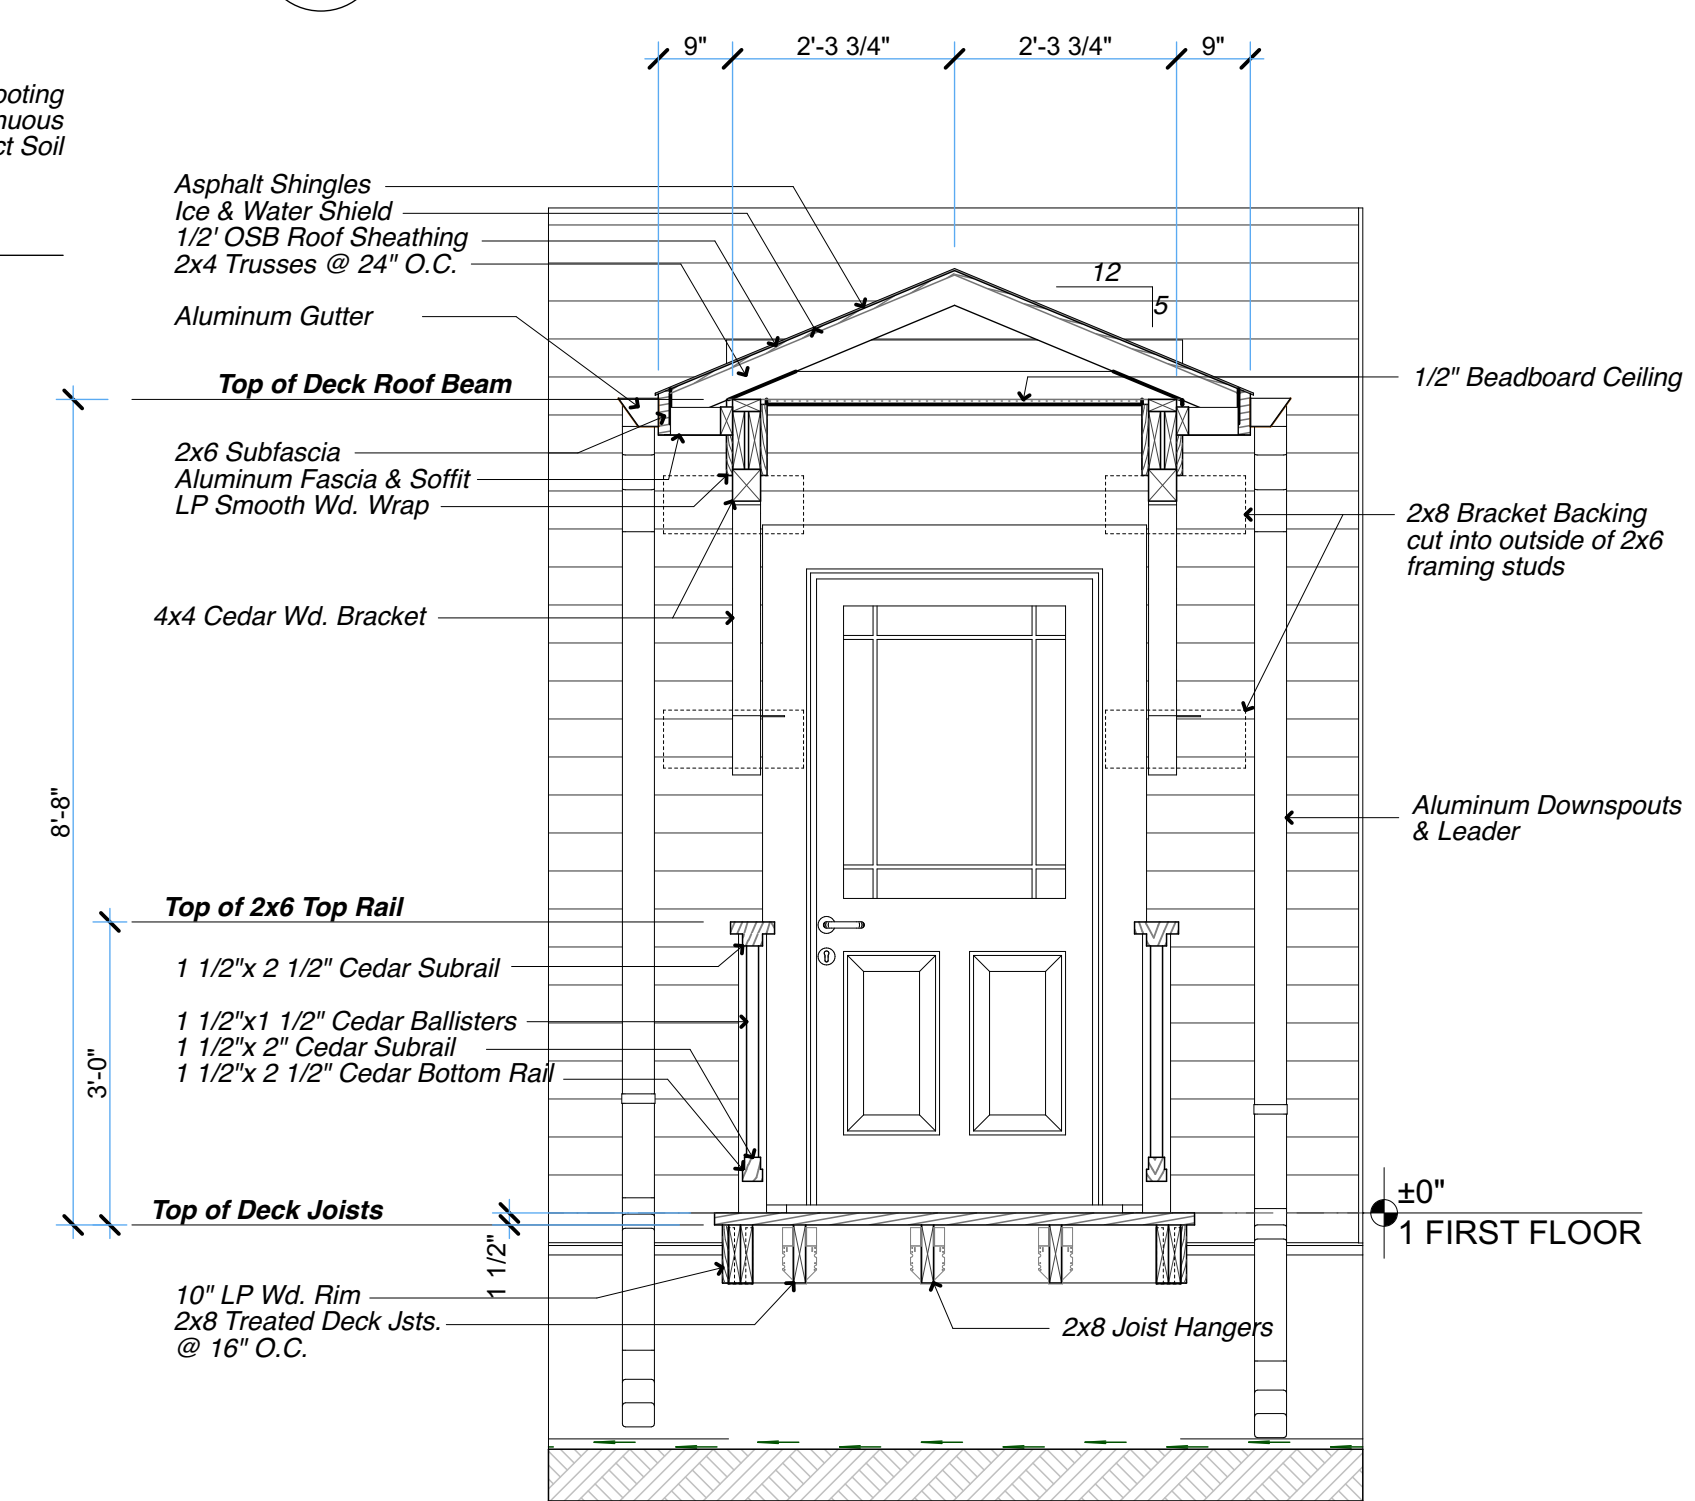 9" 2'-3 3/4" 2'-3 3/4" 9"
ooting
nuous
ct Soil
Asphalt Shingles
Ice & Water Shield
1/2' OSB Roof Sheathing
2x4 Trusses @ 24" O.C.
12
5
Aluminum Gutter
Top of Deck Roof Beam
1/2" Beadboard Ceiling
2x6 Subfascia
Aluminum Fascia & Soffit
LP Smooth Wd. Wrap
2x8 Bracket Backing
cut into outside of 2x6
framing studs
4x4 Cedar Wd. Bracket
8'-8"
Aluminum Downspouts
& Leader
Top of 2x6 Top Rail
1 1/2"x 2 1/2" Cedar Subrail
1 1/2"x1 1/2" Cedar Ballisters
1 1/2"x 2" Cedar Subrail
1 1/2"x 2 1/2" Cedar Bottom Rail
3'-0"
Top of Deck Joists
±0"
1 FIRST FLOOR
1 1/2"
10" LP Wd. Rim
2x8 Treated Deck Jsts.
@ 16" O.C.
2x8 Joist Hangers